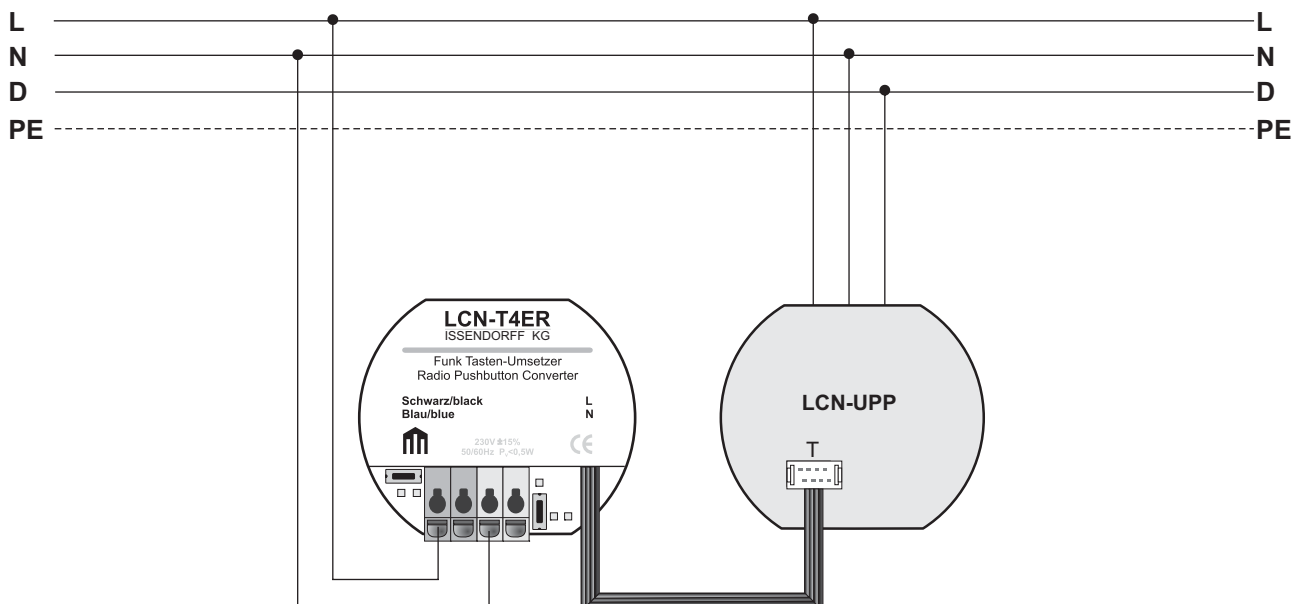 L L
N N
D D
PE PE
LCN-T4ER
ISSENDORFF KG
Funk Tasten-Umsetzer
Radio Pushbutton Converter
Schwarz/black L
Blau/blue N
230V ±15%
50/60Hz Pv<0,5W
CE
LCN-UPP
T